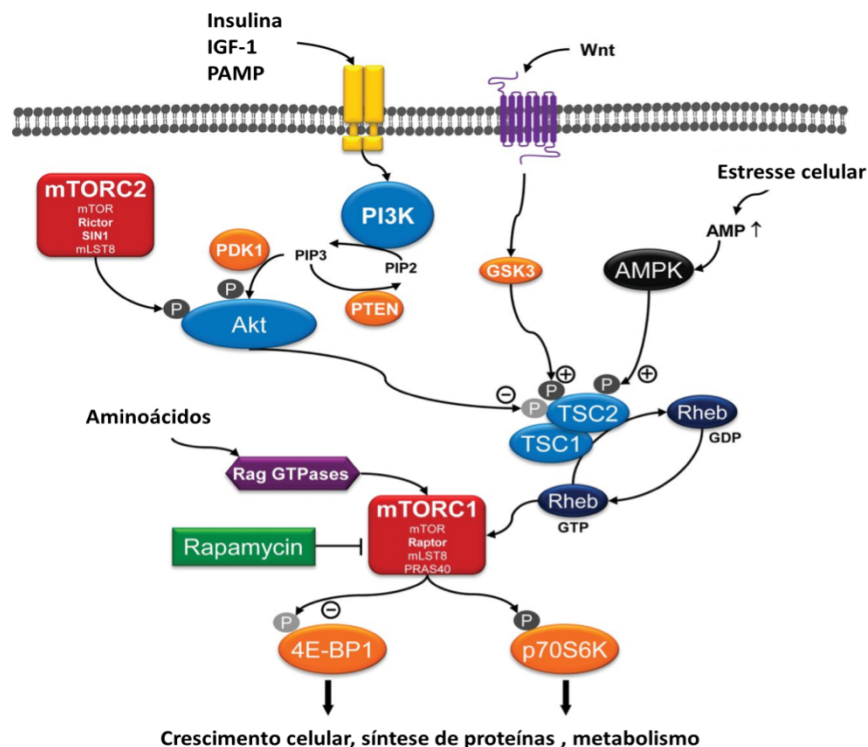 Insulina
IGF-1
PAMP
Wnt
Estresse celular
mTORC2
mTOR
Rictor
SIN1
mLST8
PI3K
AMP ↑
PDK1
PIP3
PIP2
GSK3
AMPK
P
PTEN
P
Akt
+
+
−
P
P
P
TSC2
Rheb
GDP
TSC1
Aminoácidos
Rag GTPases
mTORC1
mTOR
Raptor
mLST8
PRAS40
Rheb
GTP
Rapamycin
−
P
P
4E-BP1
p70S6K
Crescimento celular, síntese de proteínas , metabolismo